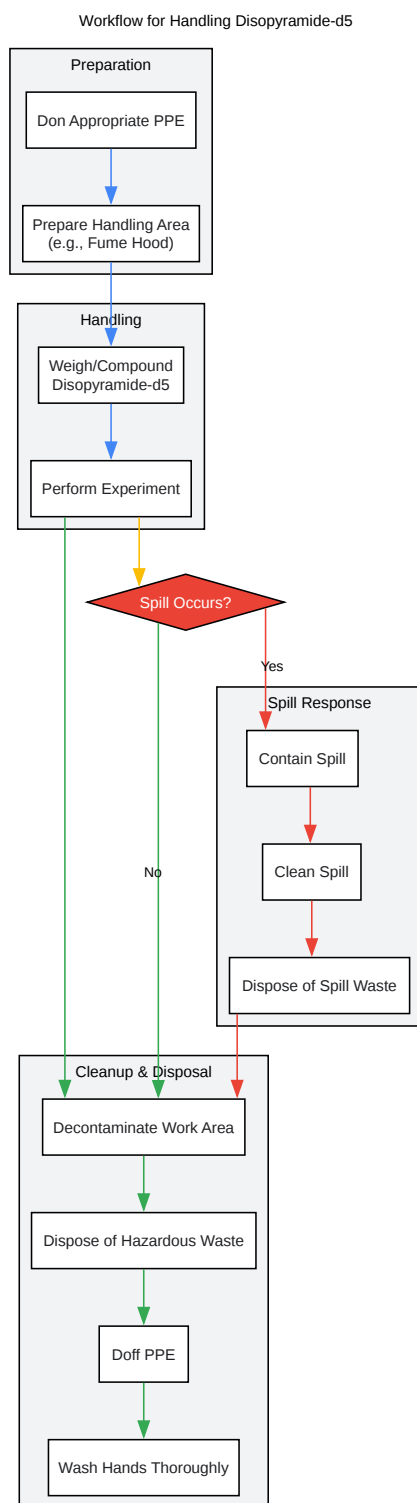 Workflow for Handling Disopyramide-d5
Preparation
Don Appropriate PPE
Prepare Handling Area
(e.g., Fume Hood)
Handling
Weigh/Compound
Disopyramide-d5
Perform Experiment
Spill Occurs?
Yes
Spill Response
Contain Spill
Clean Spill
No
Dispose of Spill Waste
Cleanup & Disposal
Decontaminate Work Area
Dispose of Hazardous Waste
Doff PPE
Wash Hands Thoroughly